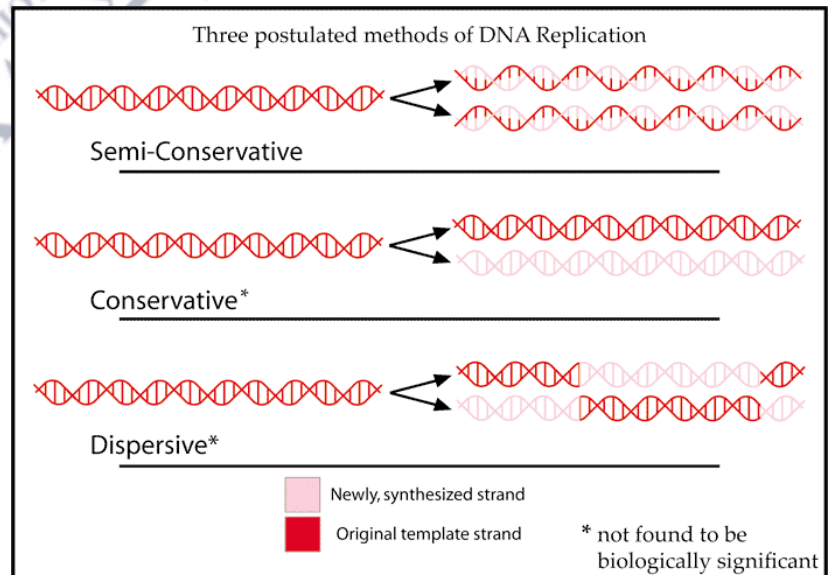 Three postulated methods of DNA Replication
Semi-Conservative
Conservative*
Dispersive*
Newly, synthesized strand
Original template strand
* not found to be
biologically significant